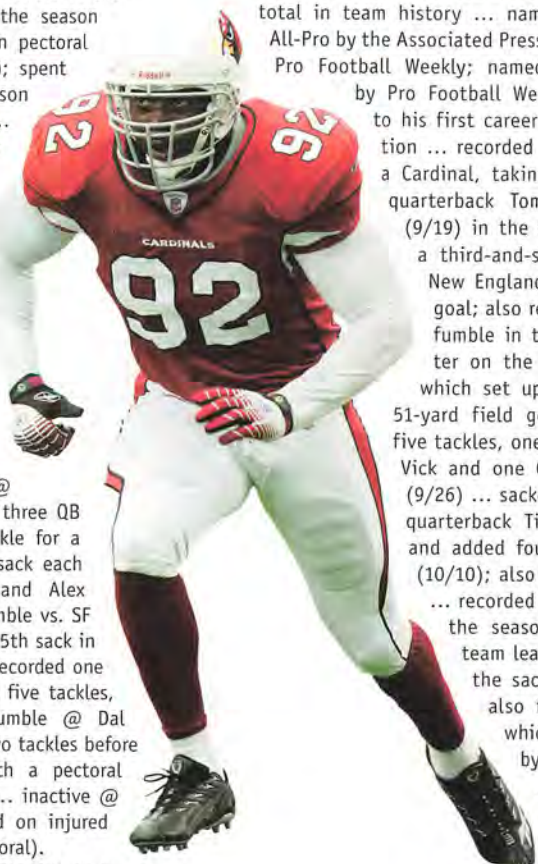 the season
n pectoral
); spent
son
...
@
three QB
kle for a
sack each
and Alex
mble vs. SF
5th sack in
ecorded one
five tackles,
umble @ Dal
o tackles before
th a pectoral
... inactive @
d on injured
oral).
Riddell
92
92
CARDINALS
92
total in team history ... nam
All-Pro by the Associated Press
Pro Football Weekly; named
by Pro Football We
to his first career
tion ... recorded
a Cardinal, taking
quarterback Tom
(9/19) in the
a third-and-s
New England
goal; also re
fumble in t
ter on the
which set up
51-yard field go
five tackles, one
Vick and one
(9/26) ... sack
quarterback Ti
and added fou
(10/10); also
... recorded
the seaso
team lea
the sac
also f
whic
by